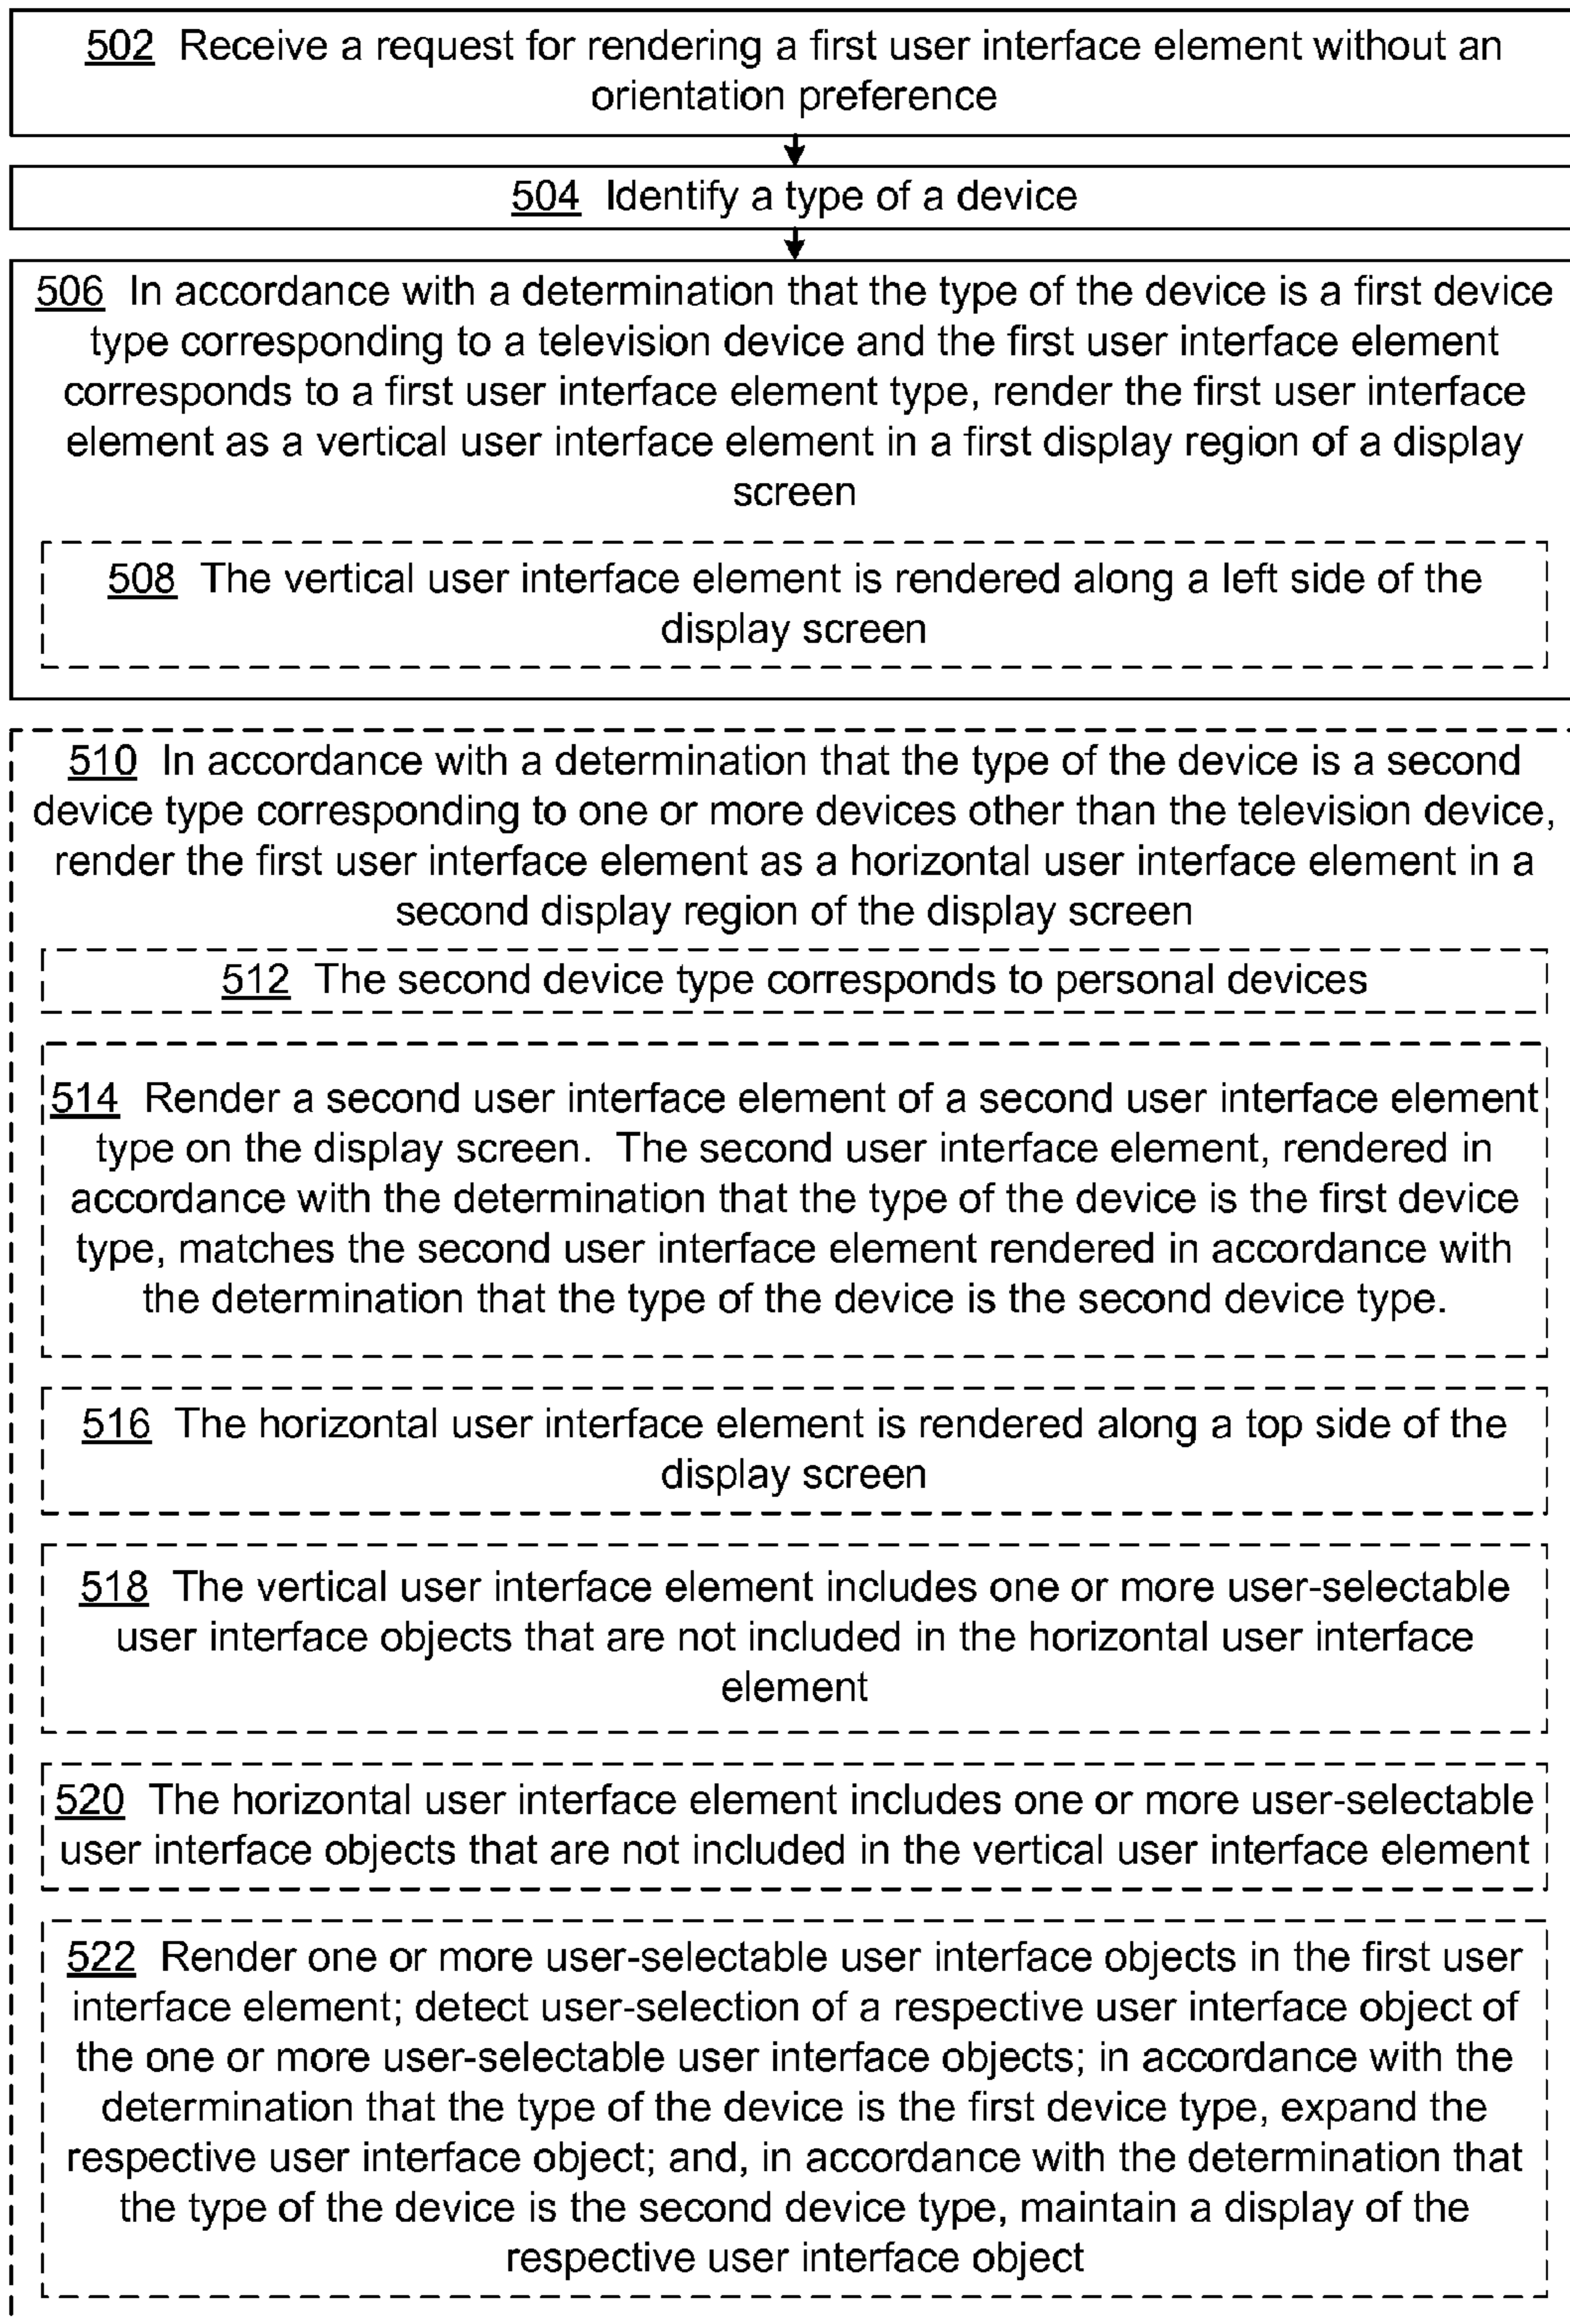 502 Receive a request for rendering a first user interface element without an
orientation preference
504 Identify a type of a device
506 In accordance with a determination that the type of the device is a first device
type corresponding to a television device and the first user interface element
corresponds to a first user interface element type, render the first user interface
element as a vertical user interface element in a first display region of a display
screen
508 The vertical user interface element is rendered along a left side of the
display screen
510 In accordance with a determination that the type of the device is a second
device type corresponding to one or more devices other than the television device,
render the first user interface element as a horizontal user interface element in a
second display region of the display screen
512 The second device type corresponds to personal devices
514 Render a second user interface element of a second user interface element
type on the display screen. The second user interface element, rendered in
accordance with the determination that the type of the device is the first device
type, matches the second user interface element rendered in accordance with
the determination that the type of the device is the second device type.
516 The horizontal user interface element is rendered along a top side of the
display screen
518 The vertical user interface element includes one or more user-selectable
user interface objects that are not included in the horizontal user interface
element
520 The horizontal user interface element includes one or more user-selectable
user interface objects that are not included in the vertical user interface element
522 Render one or more user-selectable user interface objects in the first user
interface element; detect user-selection of a respective user interface object of
the one or more user-selectable user interface objects; in accordance with the
determination that the type of the device is the first device type, expand the
respective user interface object; and, in accordance with the determination that
the type of the device is the second device type, maintain a display of the
respective user interface object